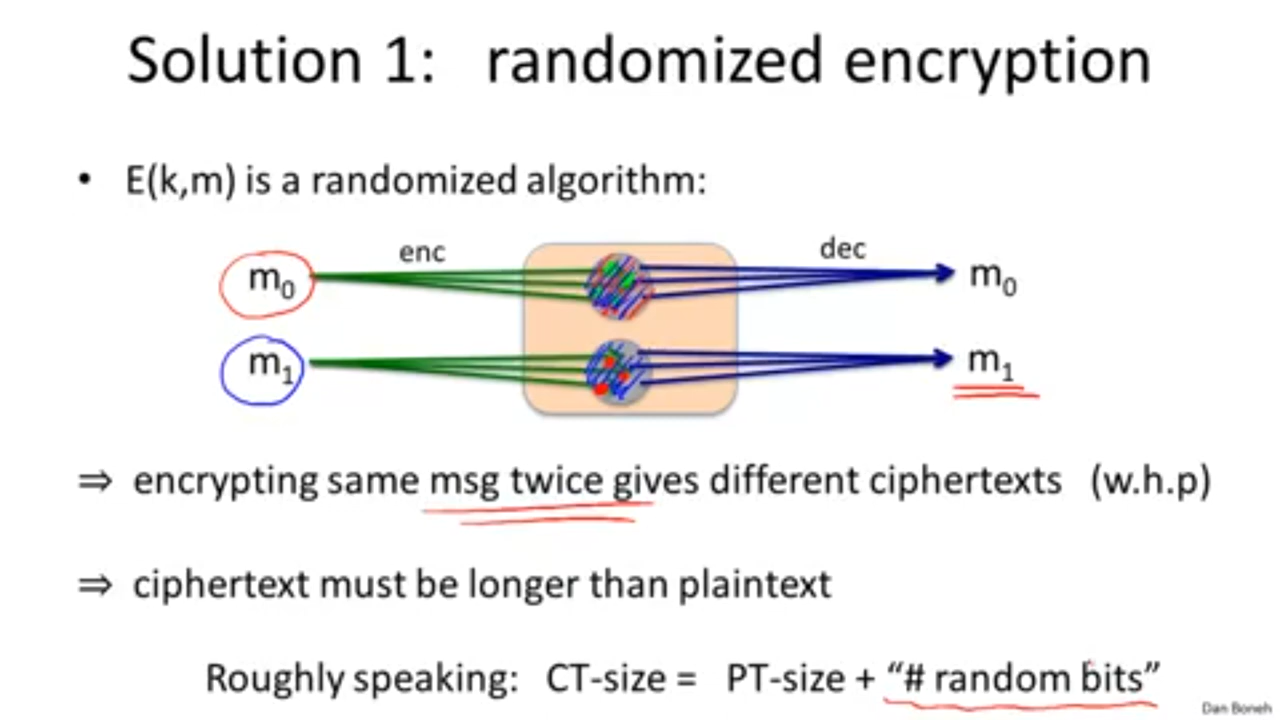 Solution 1: randomized encryption
• E(k,m) is a randomized algorithm:
enc
dec
m₀
m₀
m₁
m₁
⇒ encrypting same msg twice gives different ciphertexts (w.h.p)
⇒ ciphertext must be longer than plaintext
Roughly speaking: CT-size = PT-size + “# random bits”
Dan Boneh